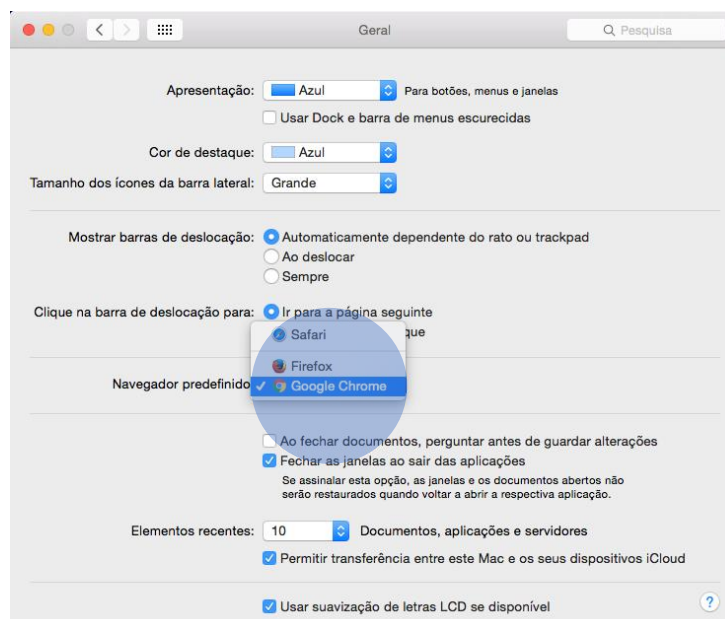 Geral
Pesquisa
Apresentação: Azul Para botões, menus e janelas
Usar Dock e barra de menus escurecidas
Cor de destaque: Azul
Tamanho dos ícones da barra lateral: Grande
Mostrar barras de deslocação: Automaticamente dependente do rato ou trackpad
Ao deslocar
Sempre
Clique na barra de deslocação para: Ir para a página seguinte
Safari
que
Firefox
Navegador predefinido Google Chrome
Ao fechar documentos, perguntar antes de guardar alterações
Fechar as janelas ao sair das aplicações
Se assinalar esta opção, as janelas e os documentos abertos não
serão restaurados quando voltar a abrir a respectiva aplicação.
Elementos recentes: 10 Documentos, aplicações e servidores
Permitir transferência entre este Mac e os seus dispositivos iCloud
Usar suavização de letras LCD se disponível
?